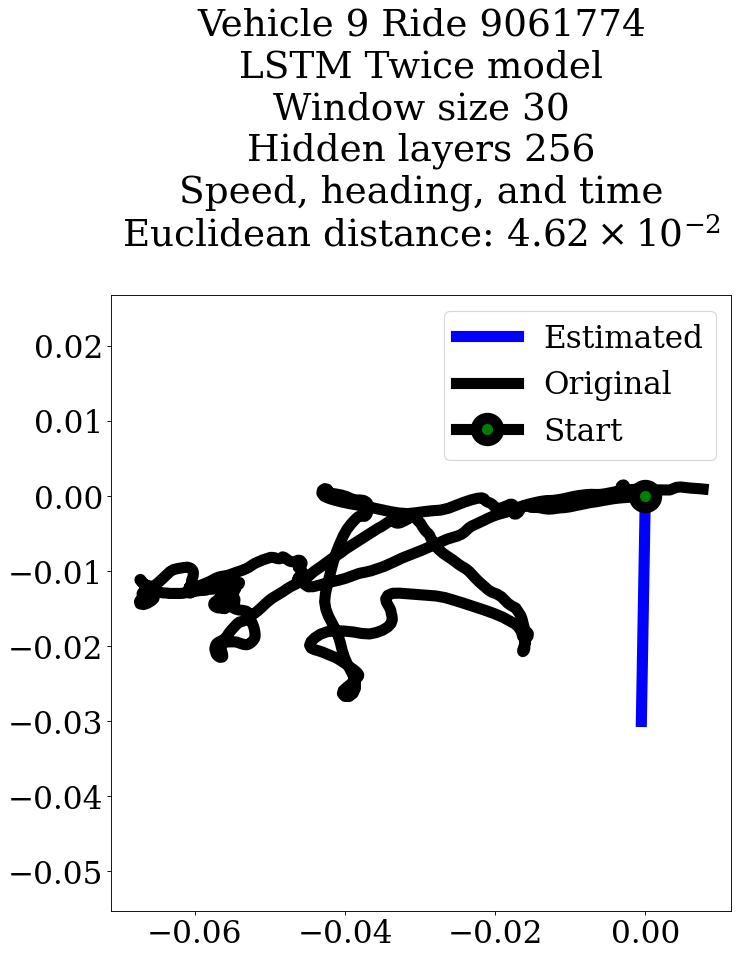 Vehicle 9 Ride 9061774
LSTM Twice model
Window size 30
Hidden layers 256
Speed, heading, and time
Euclidean distance: 4.62 × 10⁻²
Estimated
Original
Start
0.02
0.01
0.00
−0.01
−0.02
−0.03
−0.04
−0.05
−0.06
−0.04
−0.02
0.00